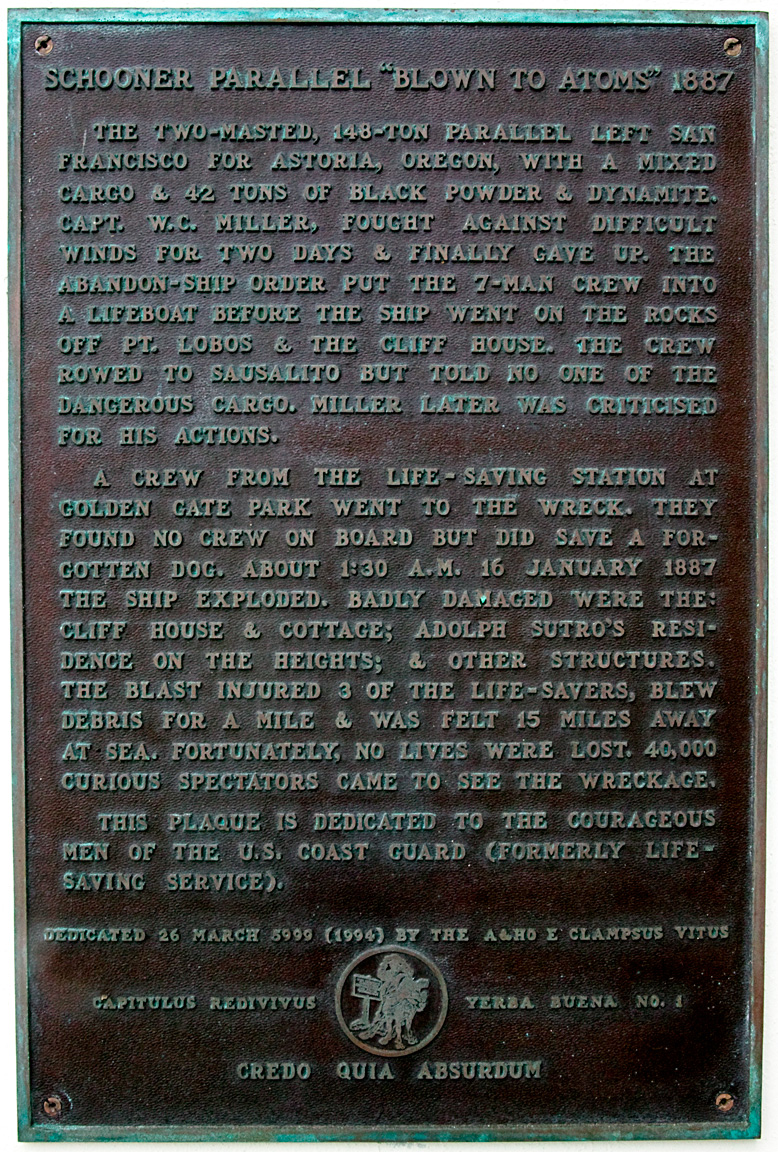 SCHOONER PARALLEL "BLOWN TO ATOMS" 1887
THE TWO-MASTED, 148-TON PARALLEL LEFT SAN
FRANCISCO FOR ASTORIA, OREGON, WITH A MIXED
CARGO & 42 TONS OF BLACK POWDER & DYNAMITE.
CAPT. W.C. MILLER, FOUGHT AGAINST DIFFICULT
WINDS FOR TWO DAYS & FINALLY GAVE UP. THE
ABANDON-SHIP ORDER PUT THE 7-MAN CREW INTO
A LIFEBOAT BEFORE THE SHIP WENT ON THE ROCKS
OFF PT. LOBOS & THE CLIFF HOUSE. THE CREW
ROWED TO SAUSALITO BUT TOLD NO ONE OF THE
DANGEROUS CARGO. MILLER LATER WAS CRITICISED
FOR HIS ACTIONS.
A CREW FROM THE LIFE-SAVING STATION AT
GOLDEN GATE PARK WENT TO THE WRECK. THEY
FOUND NO CREW ON BOARD BUT DID SAVE A FOR-
GOTTEN DOG. ABOUT 1:30 A.M. 16 JANUARY 1887
THE SHIP EXPLODED. BADLY DAMAGED WERE THE:
CLIFF HOUSE & COTTAGE; ADOLPH SUTRO'S RESI-
DENCE ON THE HEIGHTS; & OTHER STRUCTURES.
THE BLAST INJURED 3 OF THE LIFE-SAVERS, BLEW
DEBRIS FOR A MILE & WAS FELT 15 MILES AWAY
AT SEA. FORTUNATELY, NO LIVES WERE LOST. 40,000
CURIOUS SPECTATORS CAME TO SEE THE WRECKAGE.
THIS PLAQUE IS DEDICATED TO THE COURAGEOUS
MEN OF THE U.S. COAST GUARD (FORMERLY LIFE-
SAVING SERVICE).
DEDICATED 26 MARCH 5999 (1994) BY THE A&HO E CLAMPSUS VITUS
CAPITULUS REDIVIVUS YERBA BUENA NO. 1
CREDO QUIA ABSURDUM